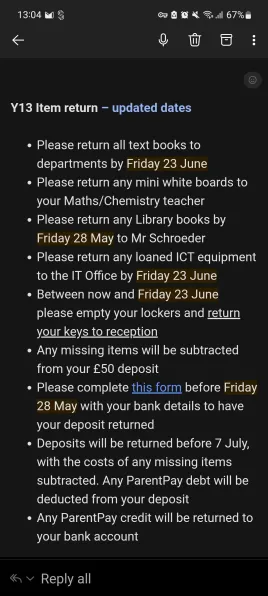 13:04 67%
Y13 Item return – updated dates
• Please return all text books to
departments by Friday 23 June
• Please return any mini white boards to
your Maths/Chemistry teacher
• Please return any Library books by
Friday 28 May to Mr Schroeder
• Please return any loaned ICT equipment
to the IT Office by Friday 23 June
• Between now and Friday 23 June
please empty your lockers and return
your keys to reception
• Any missing items will be subtracted
from your £50 deposit
• Please complete this form before Friday
28 May with your bank details to have
your deposit returned
• Deposits will be returned before 7 July,
with the costs of any missing items
subtracted. Any ParentPay debt will be
deducted from your deposit
• Any ParentPay credit will be returned to
your bank account
Reply all